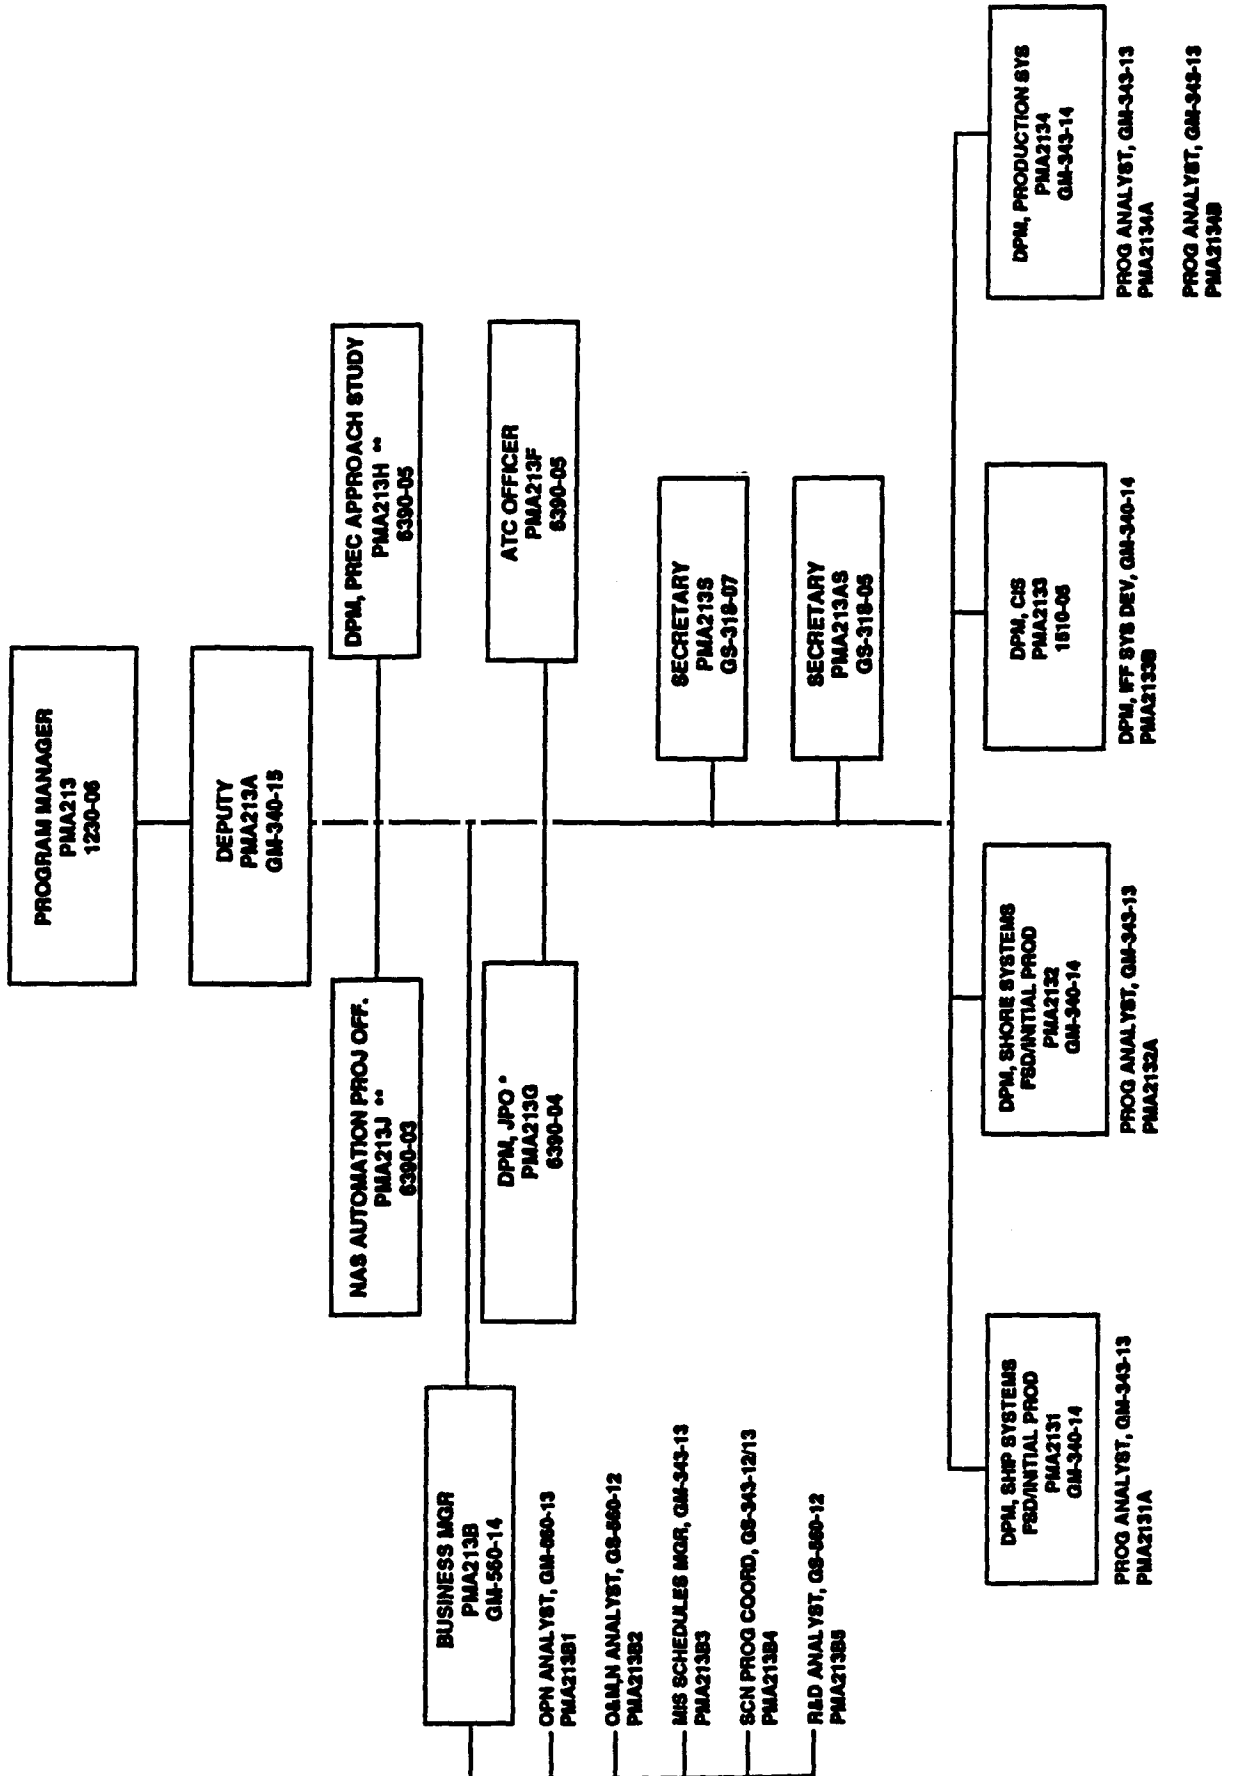 PROGRAM MANAGER
PMA213
1230-06
DEPUTY
PMA213A
GM-340-15
NAS AUTOMATION PROJ OFF.
PMA213J **
6390-03
DPM, PREC APPROACH STUDY
PMA213H **
6390-05
BUSINESS MGR
PMA213B
GM-560-14
DPM, JPO *
PMA213G
6390-04
ATC OFFICER
PMA213F
6390-05
OPN ANALYST, GM-560-13
PMA213B1
O&M,N ANALYST, GS-560-12
PMA213B2
MIS SCHEDULES MGR, GM-343-13
PMA213B3
SCN PROG COORD, GS-343-12/13
PMA213B4
R&D ANALYST, GS-560-12
PMA213B5
SECRETARY
PMA213S
GS-318-07
SECRETARY
PMA213AS
GS-318-05
DPM, SHIP SYSTEMS
FSD/INITIAL PROD
PMA2131
GM-340-14
PROG ANALYST, GM-343-13
PMA2131A
DPM, SHORE SYSTEMS
FSD/INITIAL PROD
PMA2132
GM-340-14
PROG ANALYST, GM-343-13
PMA2132A
DPM, CIS
PMA2133
1510-05
DPM, IFF SYS DEV, GM-340-14
PMA2133B
DPM, PRODUCTION SYS
PMA2134
GM-343-14
PROG ANALYST, GM-343-13
PMA2134A
PROG ANALYST, GM-343-13
PMA2134B